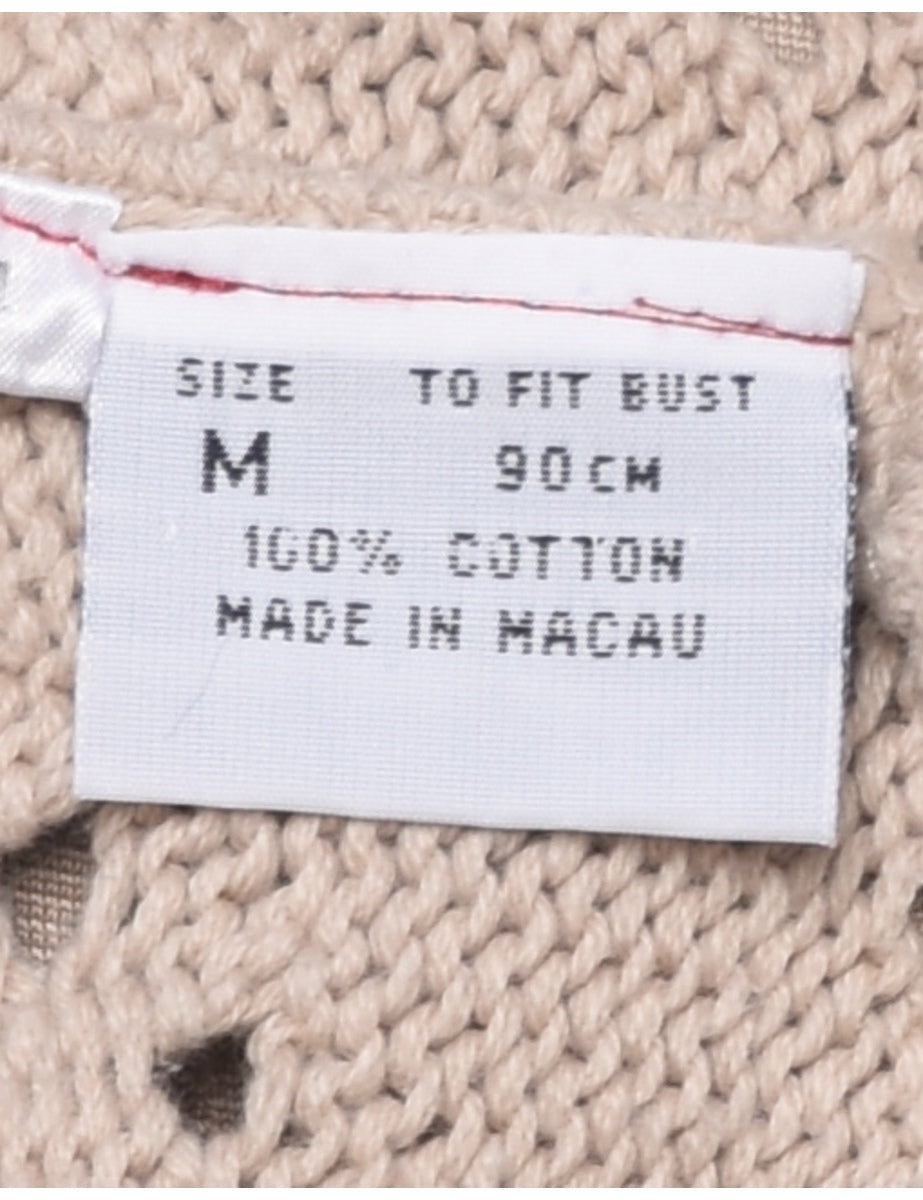 SIZE TO FIT BUST
M 90CM
100% COTTON
MADE IN MACAU